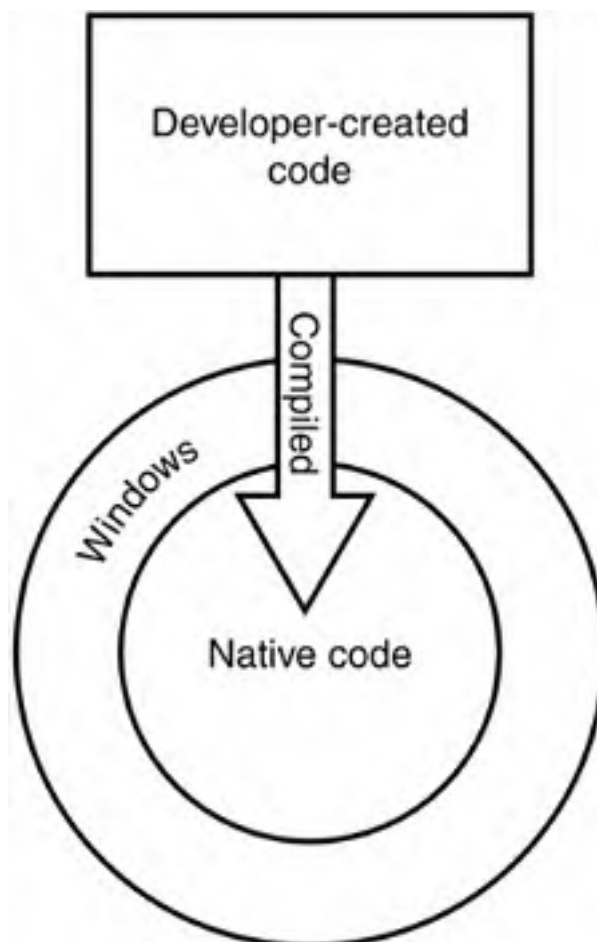 Developer-created
code
Compiled
Windows
Native code